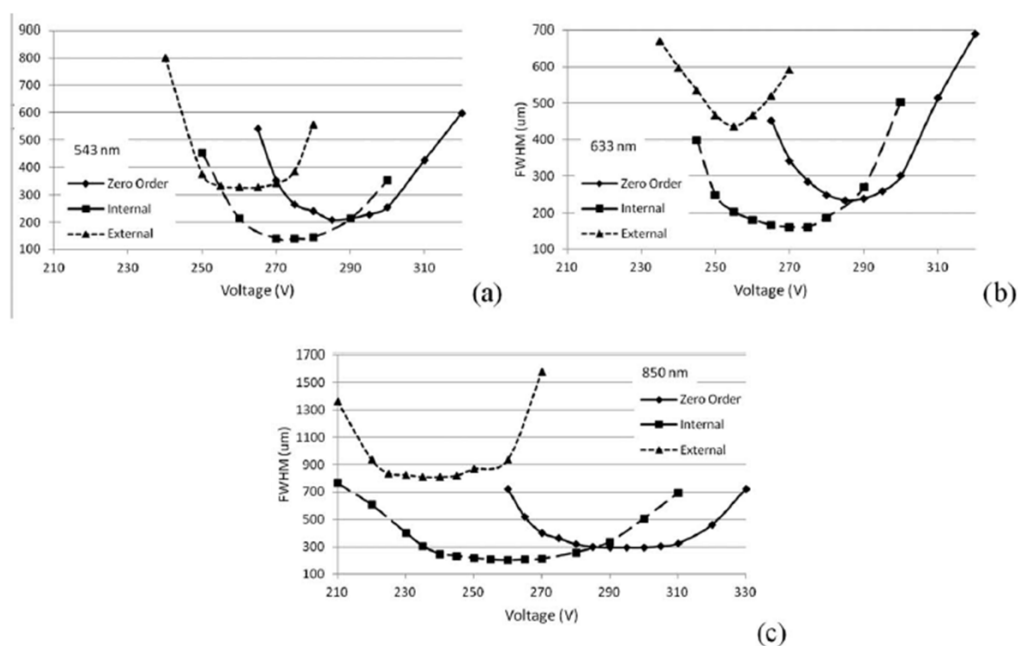 900
800
700
600
500
400
300
200
100
210 230 250 270 290 310
Voltage (V)
543 nm
Zero Order
Internal
External
(a)
FWHM (um)
700
600
500
400
300
200
100
210 230 250 270 290 310
Voltage (V)
633 nm
Zero Order
Internal
External
(b)
FWHM (um)
1700
1500
1300
1100
900
700
500
300
100
210 230 250 270 290 310 330
Voltage (V)
850 nm
Zero Order
Internal
External
(c)